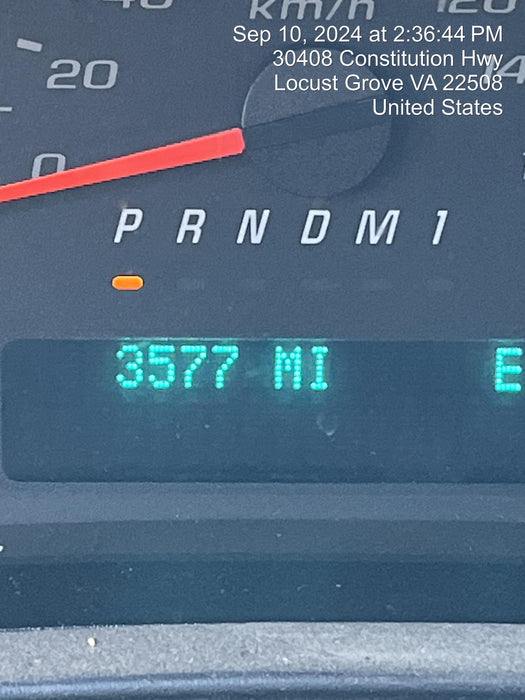 km/h
Sep 10, 2024 at 2:36:44 PM
30408 Constitution Hwy
Locust Grove VA 22508
United States
20
0
P R N D M 1
3577 MI E